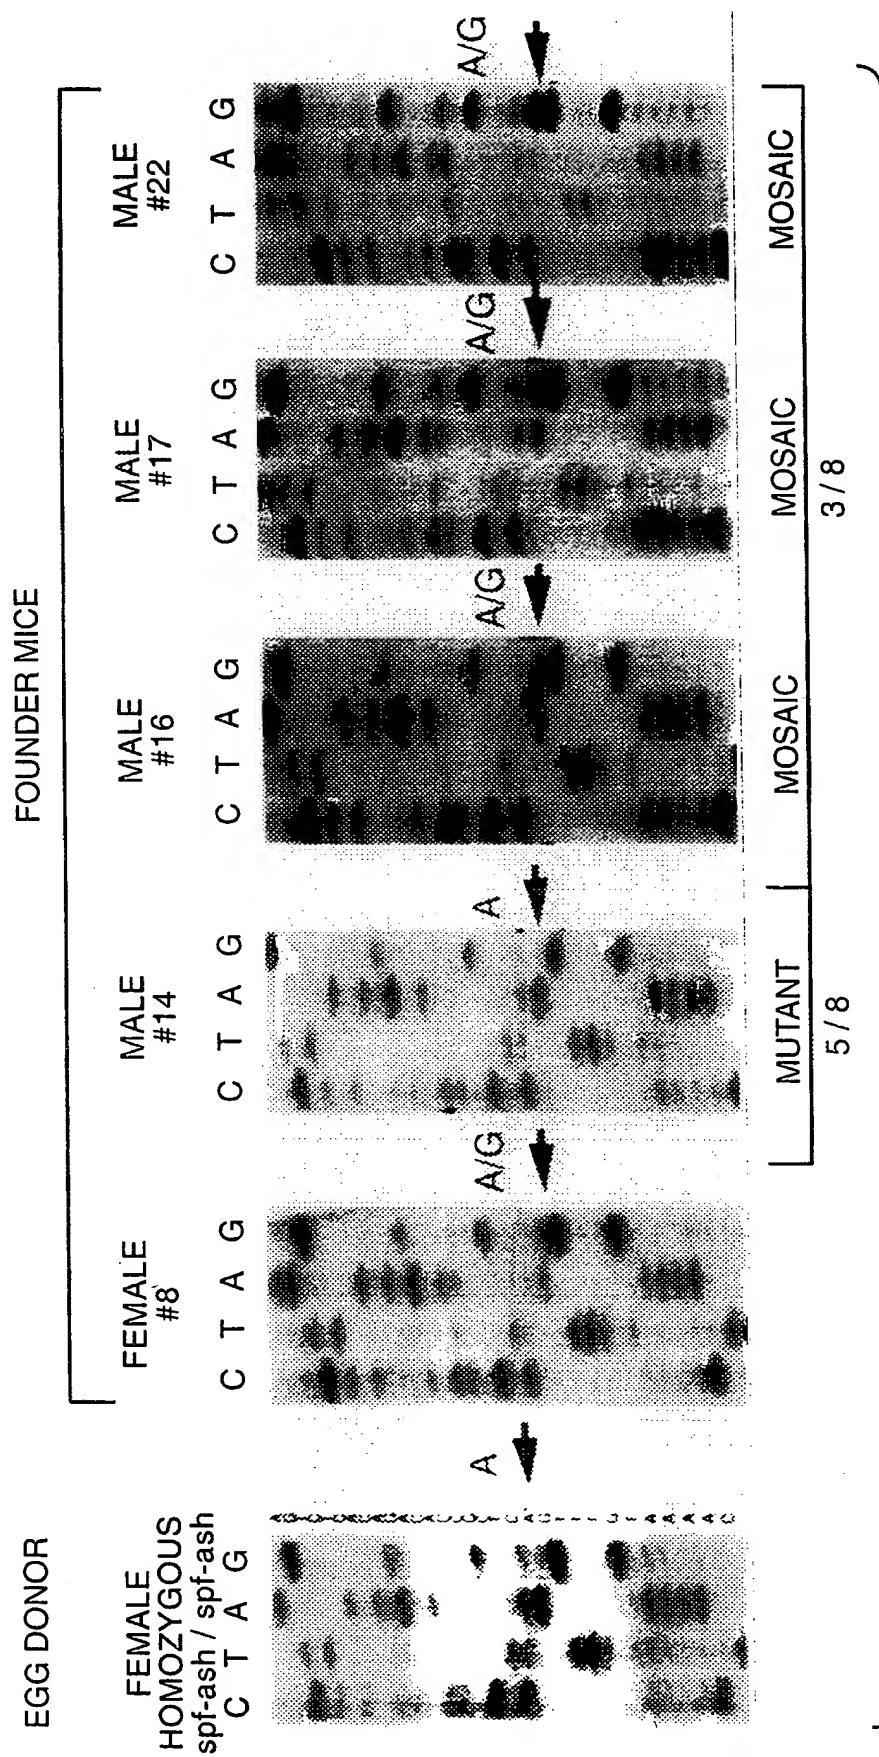 FOUNDER MICE
EGG DONOR
FEMALE
HOMOZYGOUS
spf-ash / spf-ash
C T A G
A
FEMALE
#8
C T A G
A/G
MALE
#14
C T A G
A
MALE
#16
C T A G
A/G
MALE
#17
C T A G
A/G
MALE
#22
C T A G
A/G
MUTANT
MOSAIC
MOSAIC
MOSAIC
5/8
3/8